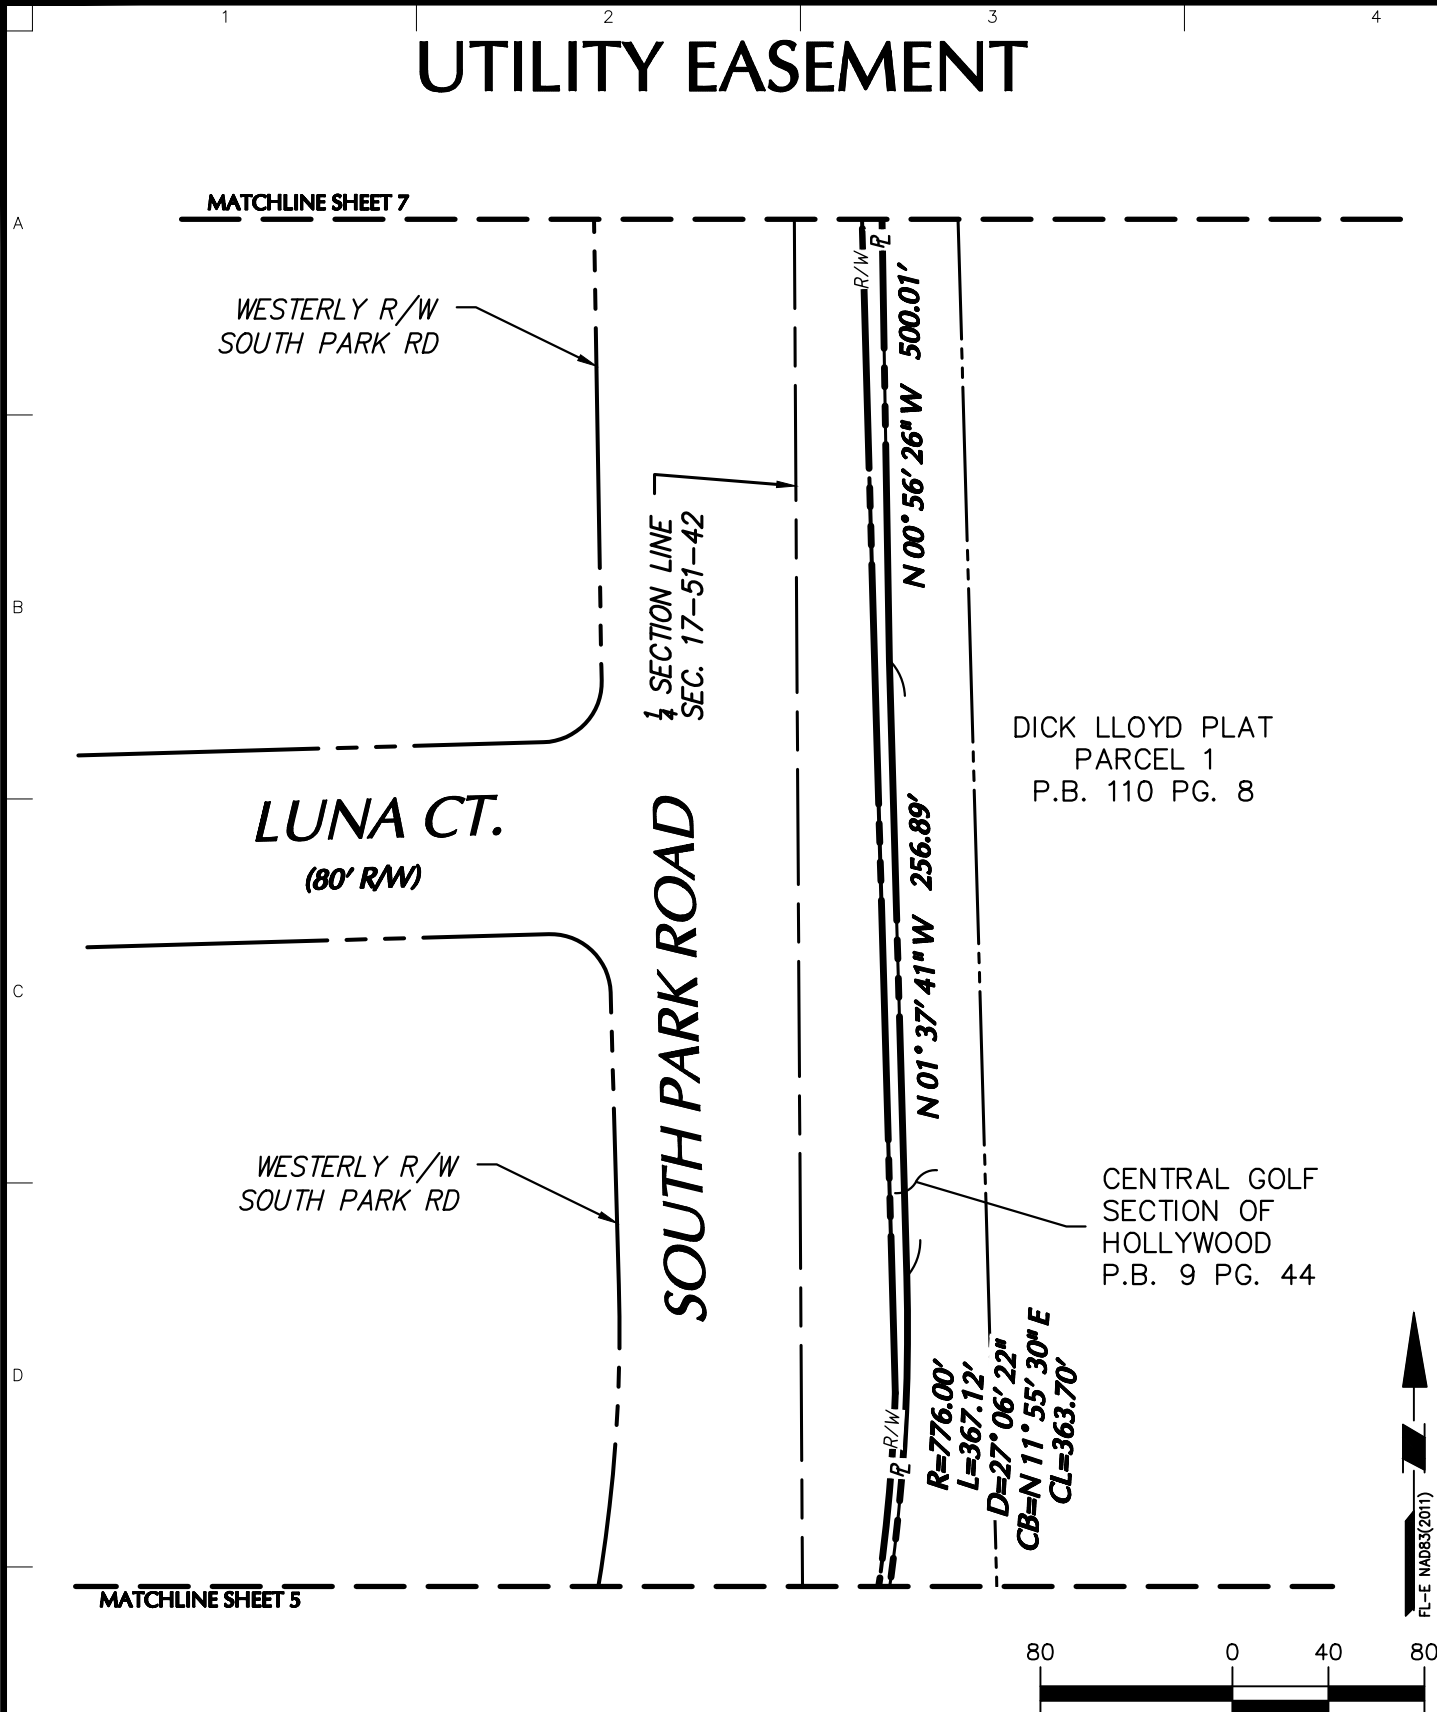 1
2
3
4
UTILITY EASEMENT
MATCHLINE SHEET 7
A
R/W
PL
WESTERLY R/W
SOUTH PARK RD
N 00° 56' 26" W 500.01'
1/4 SECTION LINE
SEC. 17-51-42
B
DICK LLOYD PLAT
PARCEL 1
P.B. 110 PG. 8
LUNA CT.
(80' R/W)
SOUTH PARK ROAD
N 01° 37' 41" W 256.89'
C
WESTERLY R/W
SOUTH PARK RD
CENTRAL GOLF
SECTION OF
HOLLYWOOD
P.B. 9 PG. 44
D
R/W
PL
R=776.00'
L=367.12'
D=27° 06' 22"
CB=N 11° 55' 30" E
CL=363.70'
FL-E NAD83(2011)
MATCHLINE SHEET 5
80 0 40 80